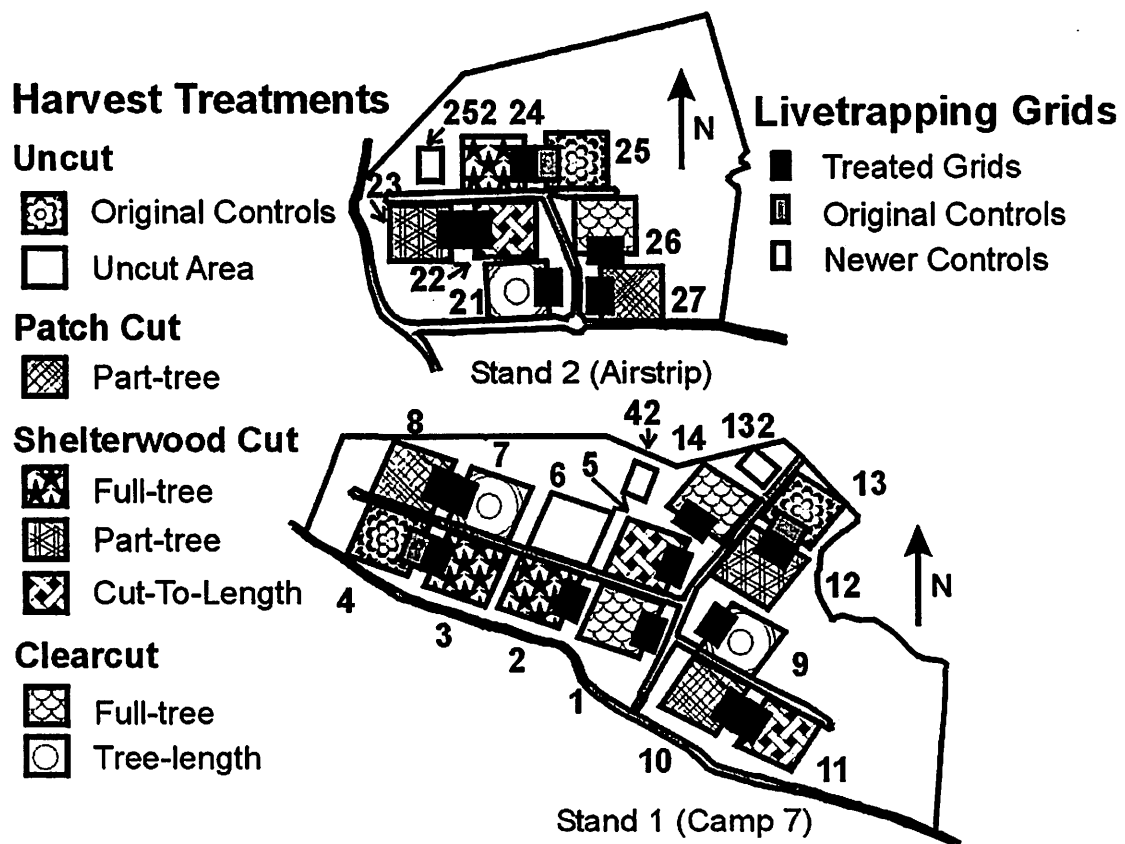 Harvest Treatments
Uncut
Original Controls
Uncut Area
Patch Cut
Part-tree
Shelterwood Cut
Full-tree
Part-tree
Cut-To-Length
Clearcut
Full-tree
Tree-length
252 24
25
23
22
21
26
27
N
Stand 2 (Airstrip)
Livetrapping Grids
Treated Grids
Original Controls
Newer Controls
8
7
6
5
42
14
132
13
12
4
3
2
1
9
10
11
N
Stand 1 (Camp 7)